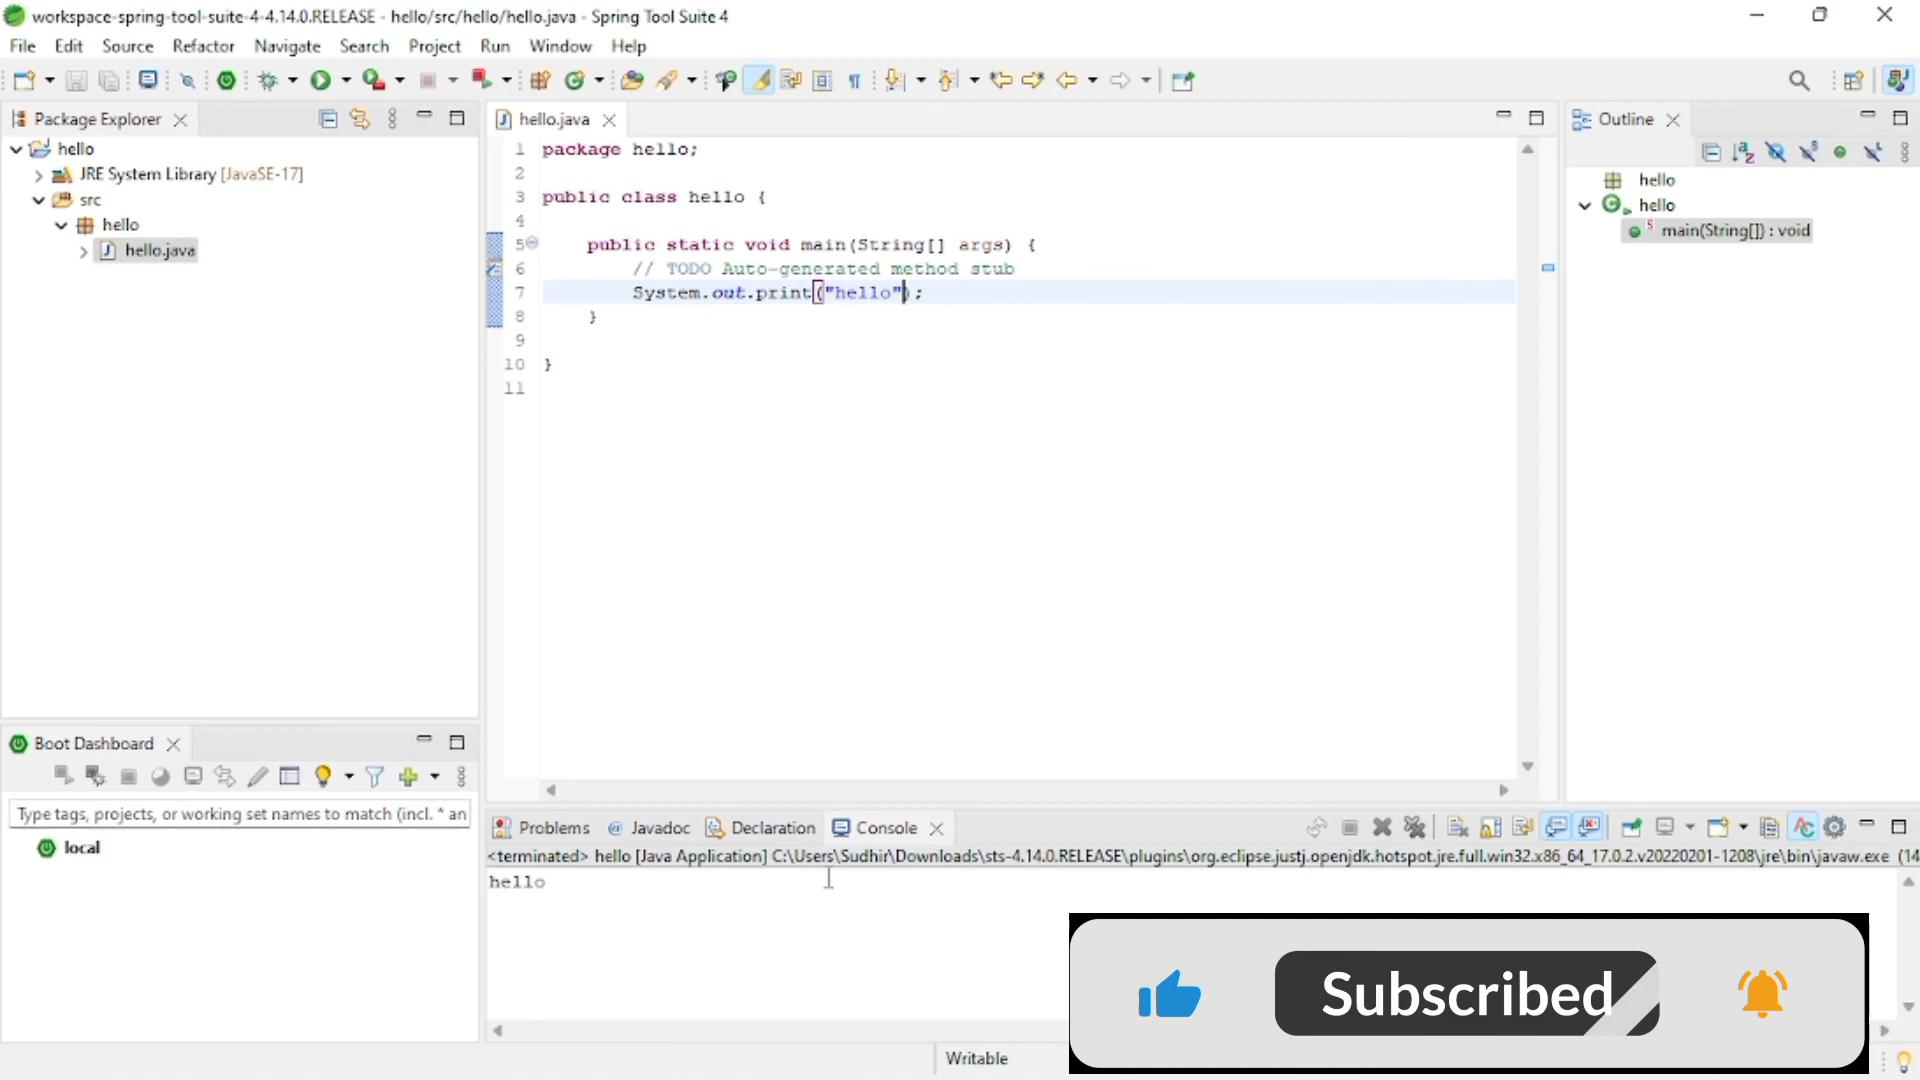 workspace-spring-tool-suite-4-4.14.0.RELEASE - hello/src/hello/hello.java - Spring Tool Suite 4
File Edit Source Refactor Navigate Search Project Run Window Help
Package Explorer
hello
JRE System Library [JavaSE-17]
src
hello
hello.java
hello.java
1 package hello;
2
3 public class hello {
4
5 public static void main(String[] args) {
6 // TODO Auto-generated method stub
7 System.out.print("hello");
8 }
9
10 }
11
Outline
hello
hello
main(String[]) : void
Boot Dashboard
Type tags, projects, or working set names to match (incl. * an
local
Problems Javadoc Declaration Console
<terminated> hello [Java Application] C:\Users\Sudhir\Downloads\sts-4.14.0.RELEASE\plugins\org.eclipse.justj.openjdk.hotspot.jre.full.win32.x86_64_17.0.2.v20220201-1208\jre\bin\javaw.exe (14
hello
Subscribed
Writable